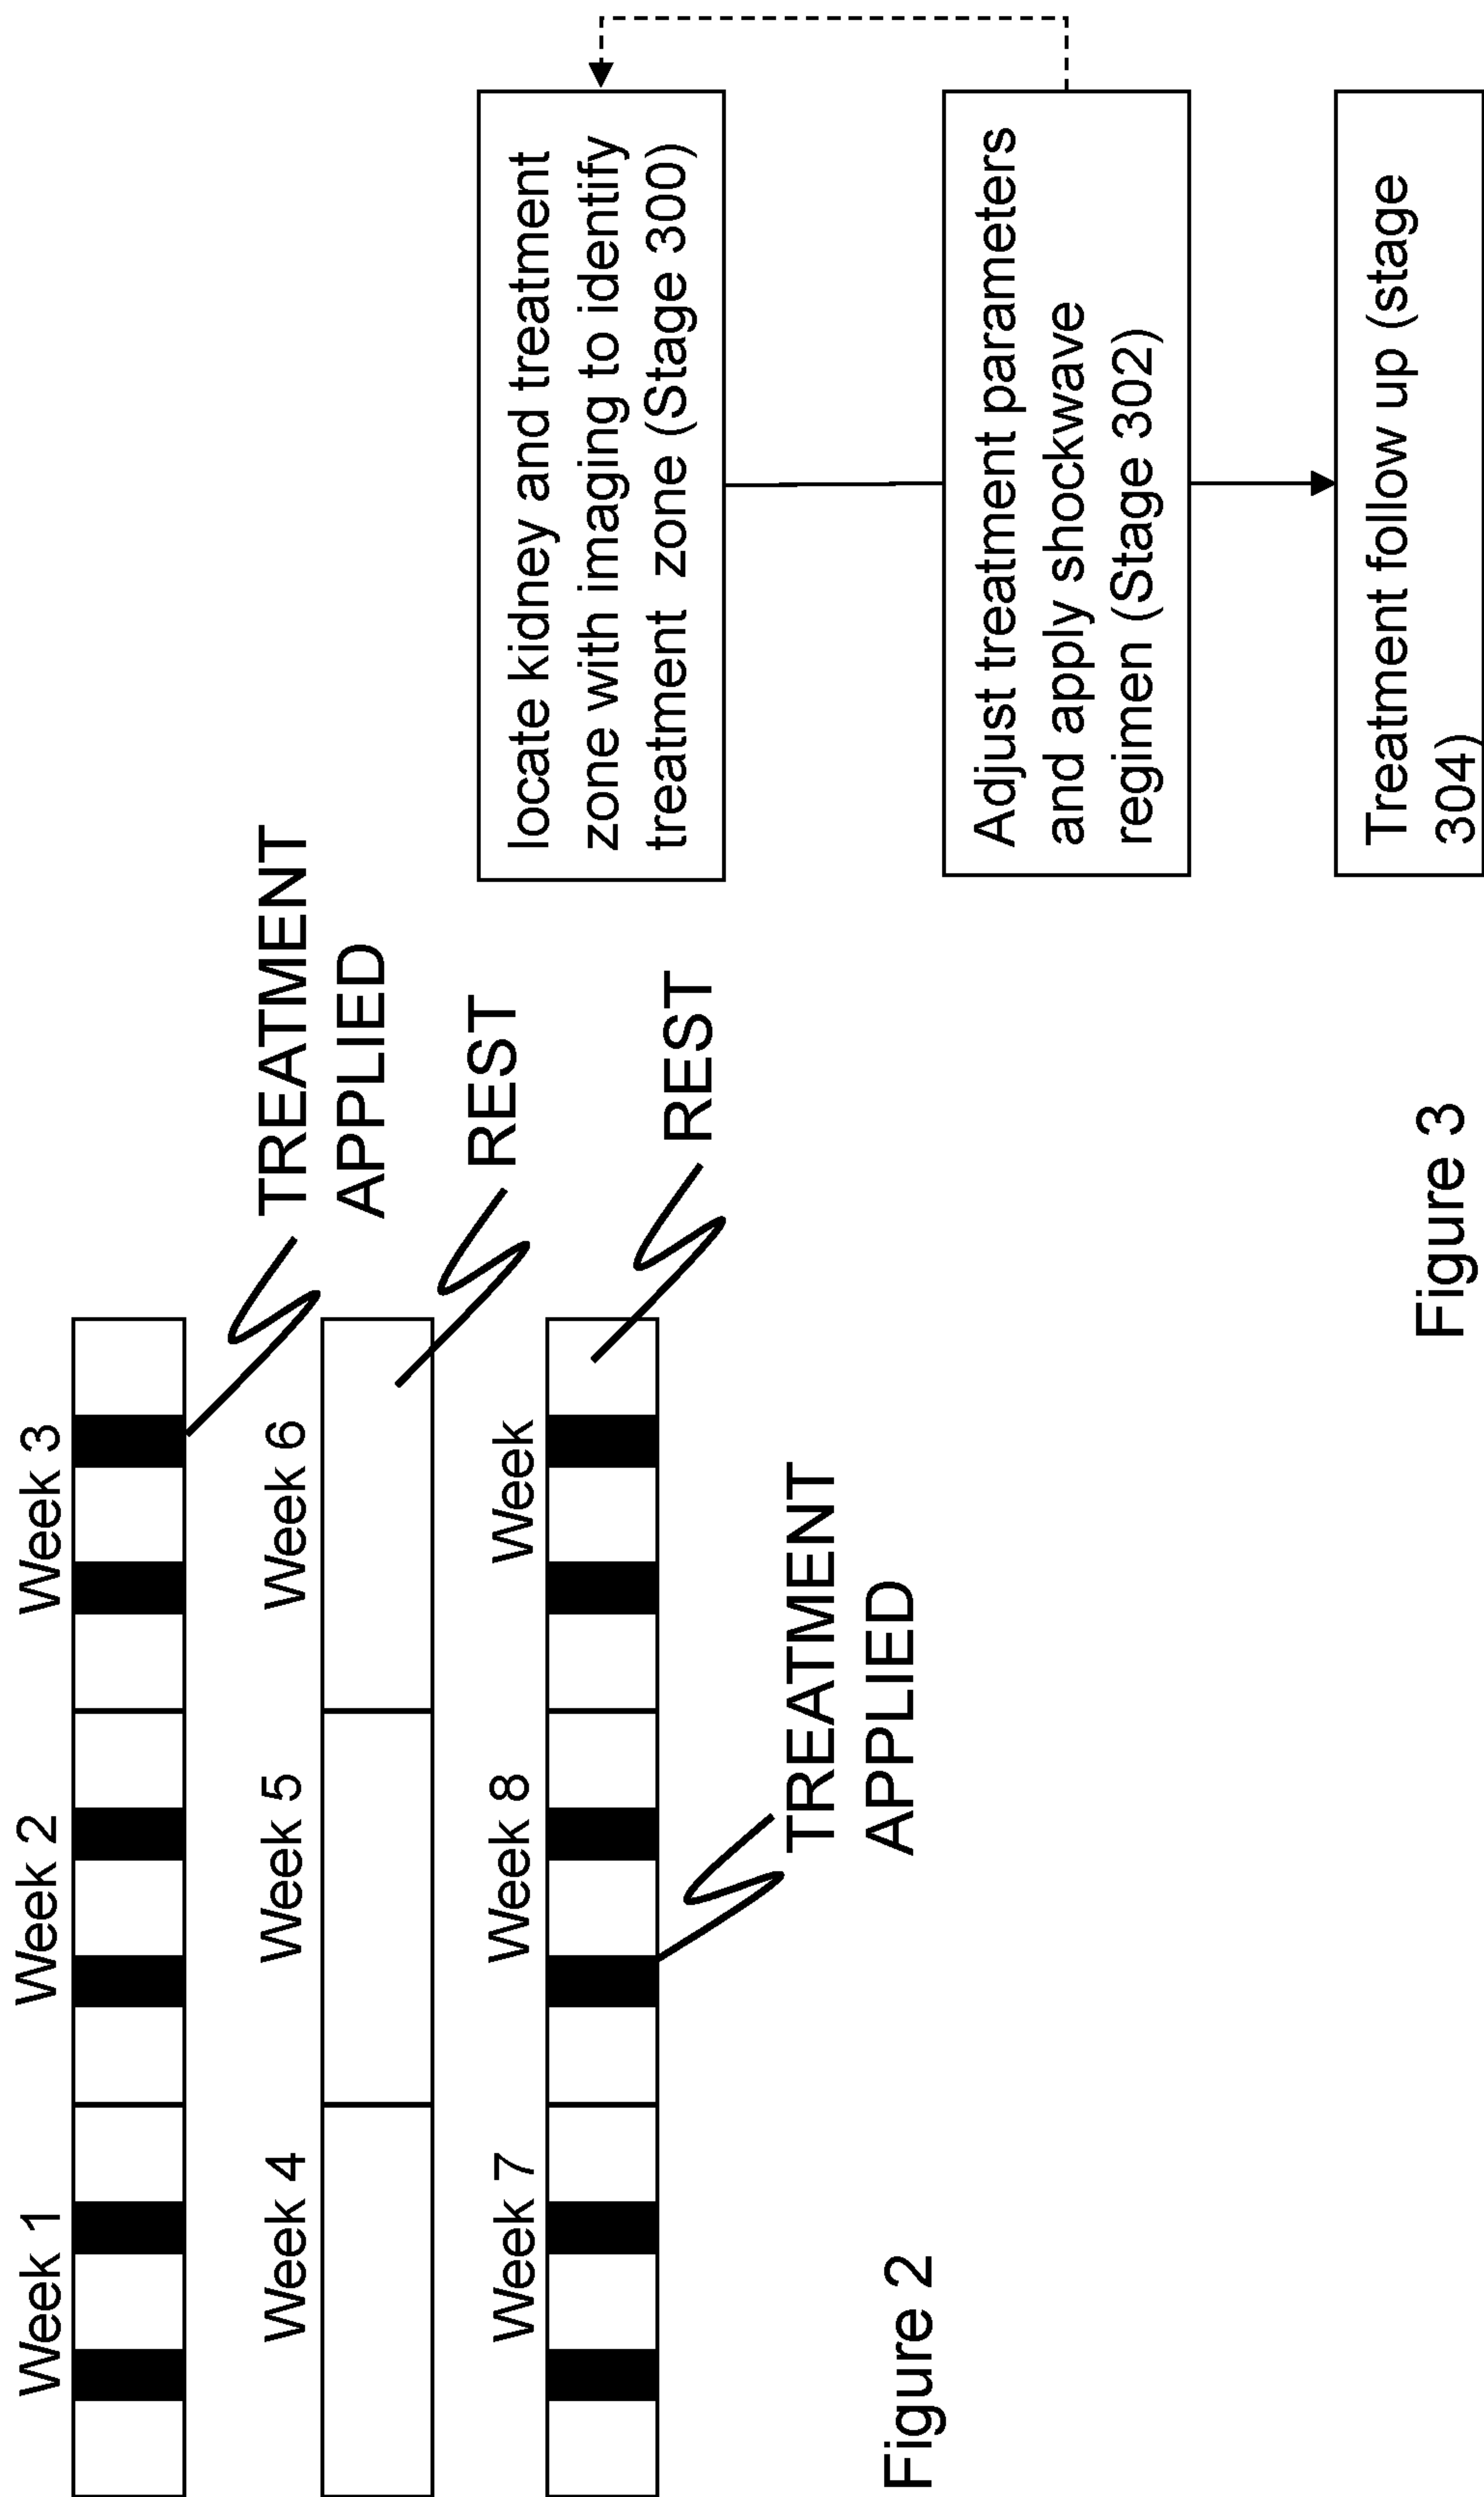 Week 1
Week 2
Week 3
TREATMENT
APPLIED
Week 4
Week 5
Week 6
REST
Week 7
Week 8
Week
REST
TREATMENT
APPLIED
Figure 2
locate kidney and treatment
zone with imaging to identify
treatment zone (Stage 300)
Adjust treatment parameters
and apply shockwave
regimen (Stage 302)
Treatment follow up (stage
304)
Figure 3